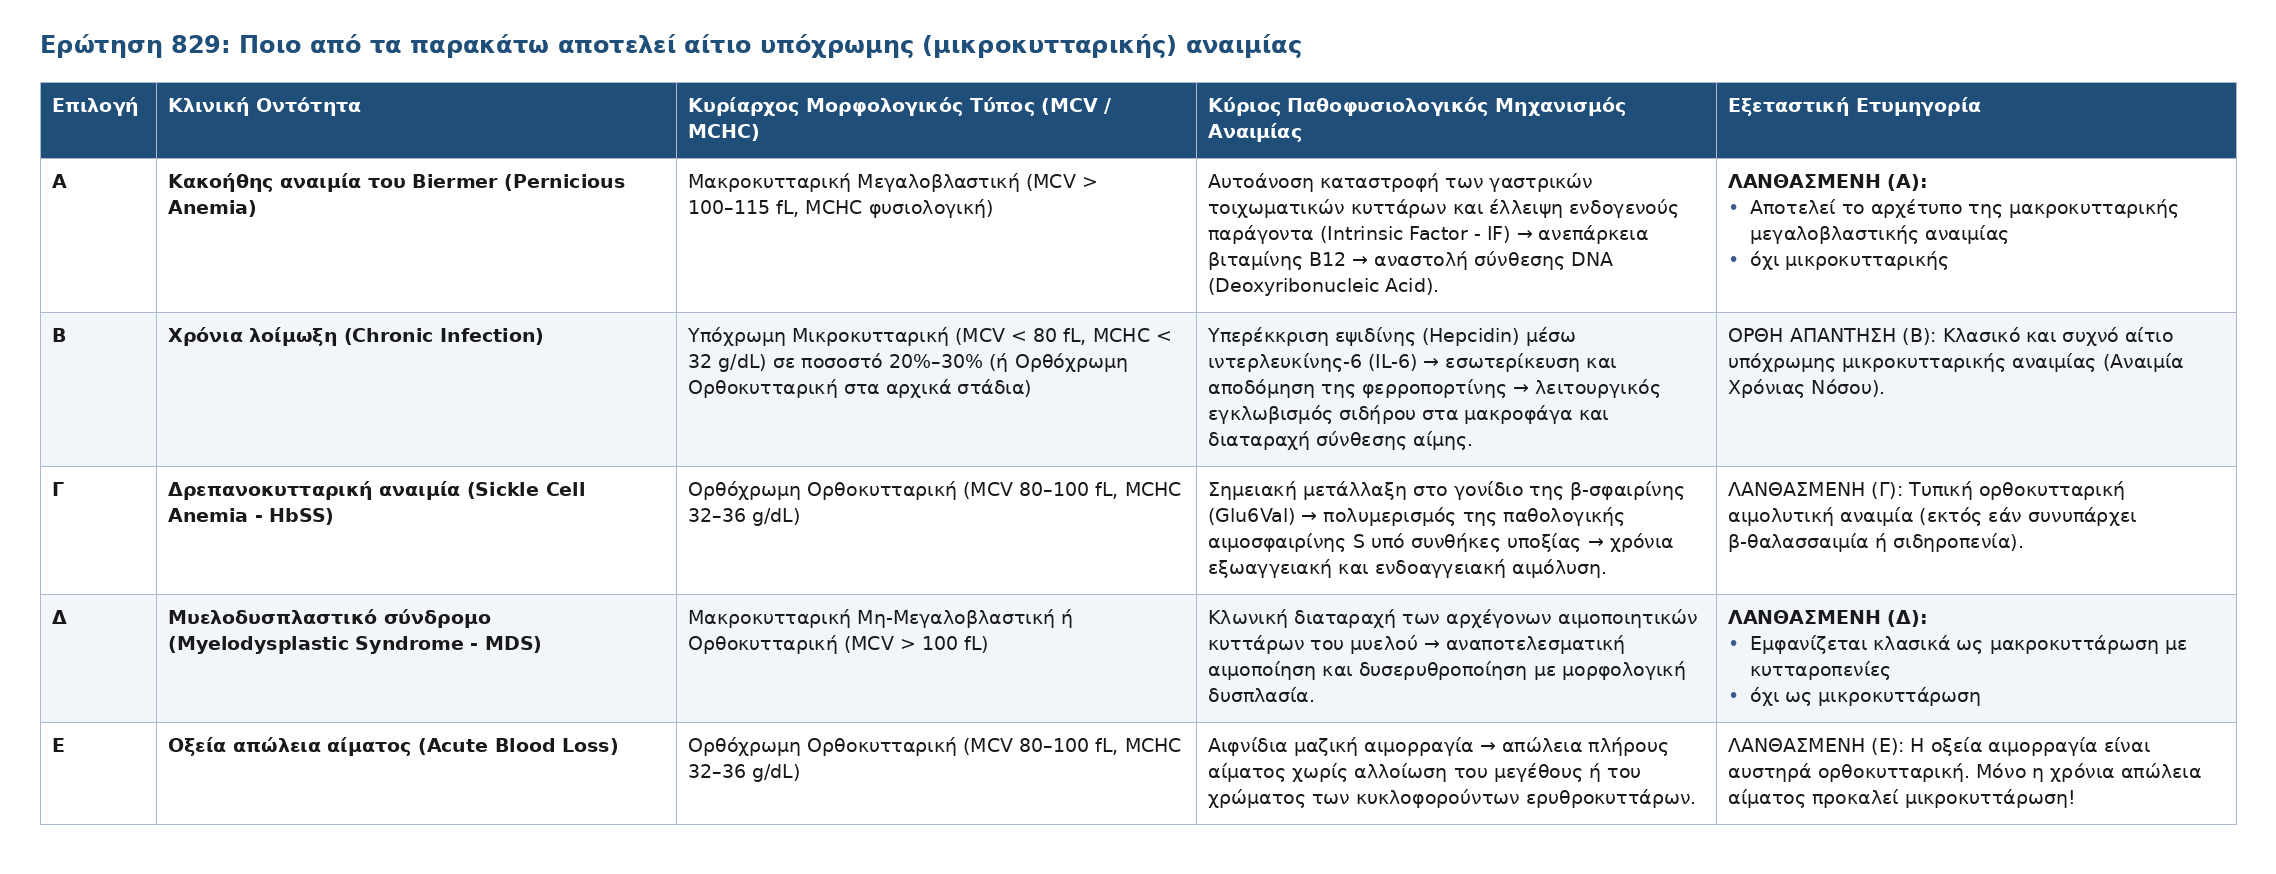 Ερώτηση 829: Ποιο από τα παρακάτω αποτελεί αίτιο υπόχρωμης (μικροκυτταρικής) αναιμίας
Επιλογή
Κλινική Οντότητα
Κυρίαρχος Μορφολογικός Τύπος (MCV /
MCHC)
Κύριος Παθοφυσιολογικός Μηχανισμός
Αναιμίας
Εξεταστική Ετυμηγορία
Α
Κακοήθης αναιμία του Biermer (Pernicious
Anemia)
Μακροκυτταρική Μεγαλοβλαστική (MCV >
100–115 fL, MCHC φυσιολογική)
Αυτοάνοση καταστροφή των γαστρικών
τοιχωματικών κυττάρων και έλλειψη ενδογενούς
παράγοντα (Intrinsic Factor - IF) → ανεπάρκεια
βιταμίνης B12 → αναστολή σύνθεσης DNA
(Deoxyribonucleic Acid).
ΛΑΝΘΑΣΜΕΝΗ (Α):
• Αποτελεί το αρχέτυπο της μακροκυτταρικής
μεγαλοβλαστικής αναιμίας
• όχι μικροκυτταρικής
Β
Χρόνια λοίμωξη (Chronic Infection)
Υπόχρωμη Μικροκυτταρική (MCV < 80 fL, MCHC <
32 g/dL) σε ποσοστό 20%–30% (ή Ορθόχρωμη
Ορθοκυτταρική στα αρχικά στάδια)
Υπερέκκριση εψιδίνης (Hepcidin) μέσω
ιντερλευκίνης-6 (IL-6) → εσωτερίκευση και
αποδόμηση της φερροπορτίνης → λειτουργικός
εγκλωβισμός σιδήρου στα μακροφάγα και
διαταραχή σύνθεσης αίμης.
ΟΡΘΗ ΑΠΑΝΤΗΣΗ (Β): Κλασικό και συχνό αίτιο
υπόχρωμης μικροκυτταρικής αναιμίας (Αναιμία
Χρόνιας Νόσου).
Γ
Δρεπανοκυτταρική αναιμία (Sickle Cell
Anemia - HbSS)
Ορθόχρωμη Ορθοκυτταρική (MCV 80–100 fL, MCHC
32–36 g/dL)
Σημειακή μετάλλαξη στο γονίδιο της β-σφαιρίνης
(Glu6Val) → πολυμερισμός της παθολογικής
αιμοσφαιρίνης S υπό συνθήκες υποξίας → χρόνια
εξωαγγειακή και ενδοαγγειακή αιμόλυση.
ΛΑΝΘΑΣΜΕΝΗ (Γ): Τυπική ορθοκυτταρική
αιμολυτική αναιμία (εκτός εάν συνυπάρχει
β-θαλασσαιμία ή σιδηροπενία).
Δ
Μυελοδυσπλαστικό σύνδρομο
(Myelodysplastic Syndrome - MDS)
Μακροκυτταρική Μη-Μεγαλοβλαστική ή
Ορθοκυτταρική (MCV > 100 fL)
Κλωνική διαταραχή των αρχέγονων αιμοποιητικών
κυττάρων του μυελού → αναποτελεσματική
αιμοποίηση και δυσερυθροποίηση με μορφολογική
δυσπλασία.
ΛΑΝΘΑΣΜΕΝΗ (Δ):
• Εμφανίζεται κλασικά ως μακροκυττάρωση με
κυτταροπενίες
• όχι ως μικροκυττάρωση
Ε
Οξεία απώλεια αίματος (Acute Blood Loss)
Ορθόχρωμη Ορθοκυτταρική (MCV 80–100 fL, MCHC
32–36 g/dL)
Αιφνίδια μαζική αιμορραγία → απώλεια πλήρους
αίματος χωρίς αλλοίωση του μεγέθους ή του
χρώματος των κυκλοφορούντων ερυθροκυττάρων.
ΛΑΝΘΑΣΜΕΝΗ (Ε): Η οξεία αιμορραγία είναι
αυστηρά ορθοκυτταρική. Μόνο η χρόνια απώλεια
αίματος προκαλεί μικροκυττάρωση!